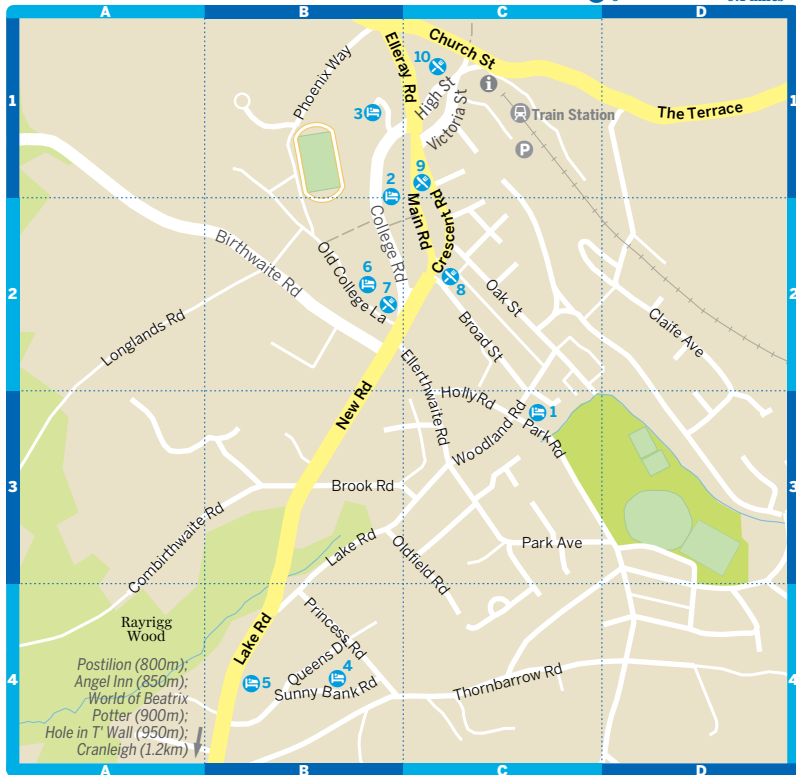 A
B
C
D
1
2
3
4
1
2
3
4
A
B
C
D
Church St
Elleray Rd
Phoenix Way
10
High St
Victoria St
i
Train Station
The Terrace
P
3
9
2
Main Rd
Crescent Rd
College Rd
Birthwaite Rd
Old College La
6
7
8
Oak St
Broad St
Claife Ave
Longlands Rd
Ellerthwaite Rd
New Rd
Holly Rd
Woodland Rd
1
Park Rd
Brook Rd
Combirthwaite Rd
Lake Rd
Oldfield Rd
Park Ave
Rayrigg
Wood
Princess Rd
Lake Rd
Queens Dr
4
5
Sunny Bank Rd
Thornbarrow Rd
Postilion (800m);
Angel Inn (850m);
World of Beatrix
Potter (900m);
Hole in T' Wall (950m);
Cranleigh (1.2km)